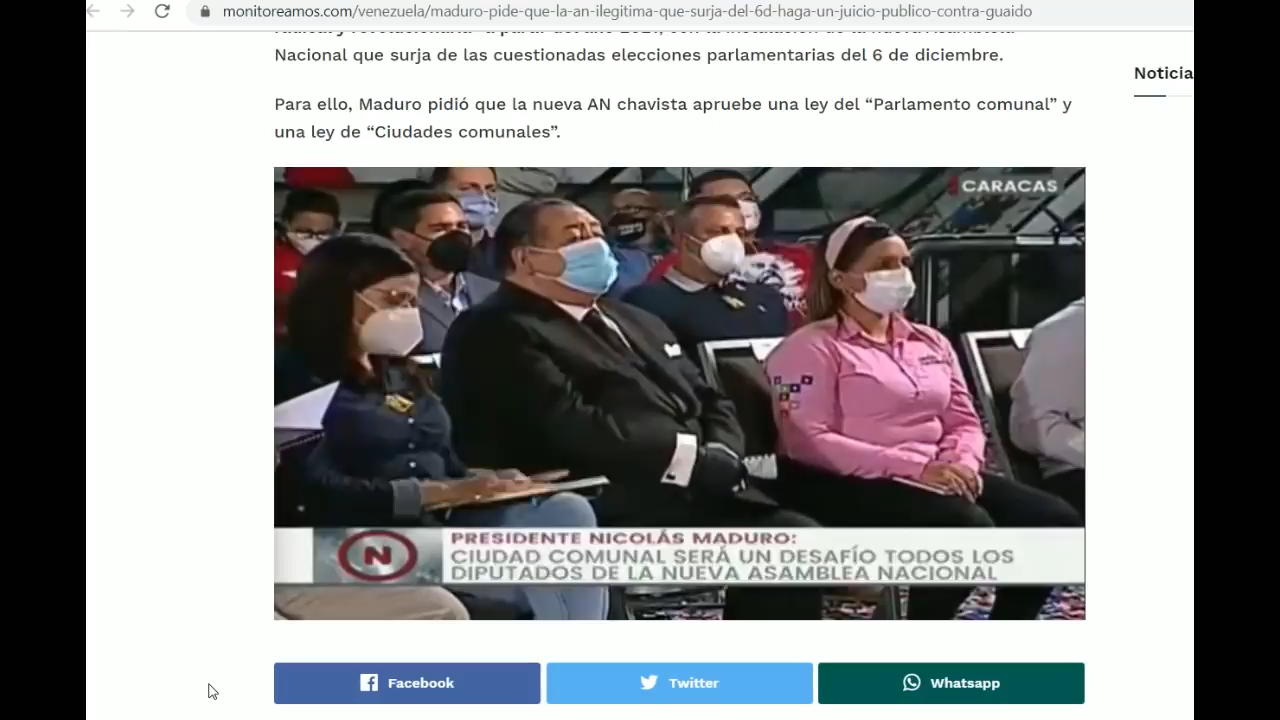 monitoreamos.com/venezuela/maduro-pide-que-la-an-ilegitima-que-surja-del-6d-haga-un-juicio-publico-contra-guaido
Nacional que surja de las cuestionadas elecciones parlamentarias del 6 de diciembre.
Noticia
Para ello, Maduro pidió que la nueva AN chavista apruebe una ley del “Parlamento comunal” y
una ley de “Ciudades comunales”.
CARACAS
N
PRESIDENTE NICOLÁS MADURO:
CIUDAD COMUNAL SERÁ UN DESAFÍO TODOS LOS
DIPUTADOS DE LA NUEVA ASAMBLEA NACIONAL
Facebook
Twitter
Whatsapp